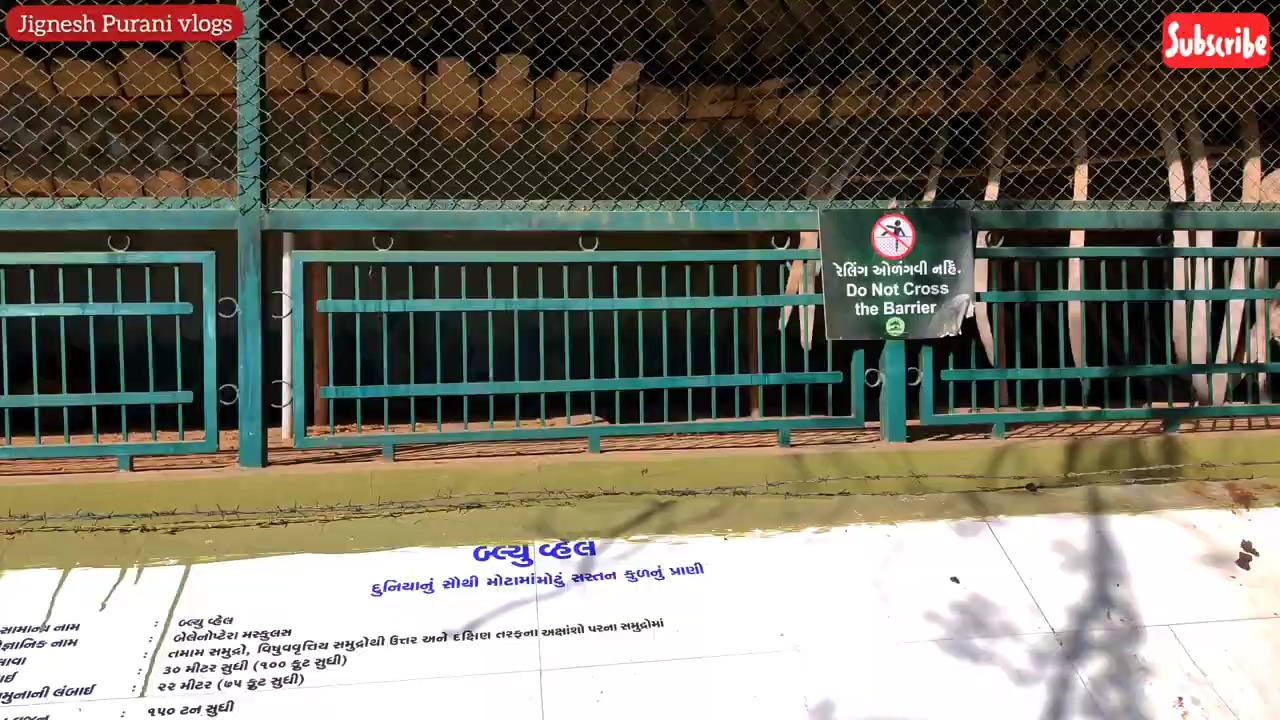 Jignesh Purani vlogs
Subscribe
રેલિંગ ઓળંગવી નહિ.
Do Not Cross
the Barrier
બ્લ્યુ વ્હેલ
દુનિયાનું સૌથી મોટામાંમોટું સસ્તન કુળનું પ્રાણી
સામાન્ય નામ : બ્લ્યુ વ્હેલ
: બેલેનોપ્ટેરા મસ્કુલસ
: તમામ સમુદ્રો, વિષુવવૃત્તિય સમુદ્રોથી ઉત્તર અને દક્ષિણ તરફના અક્ષાંશો પરના સમુદ્રોમાં
: ૩૦ મીટર સુધી (૧૦૦ ફુટ સુધી)
લંબાઈ : ૨૨ મીટર (૭૫ ફુટ સુધી)
: ૧૫૦ ટન સુધી